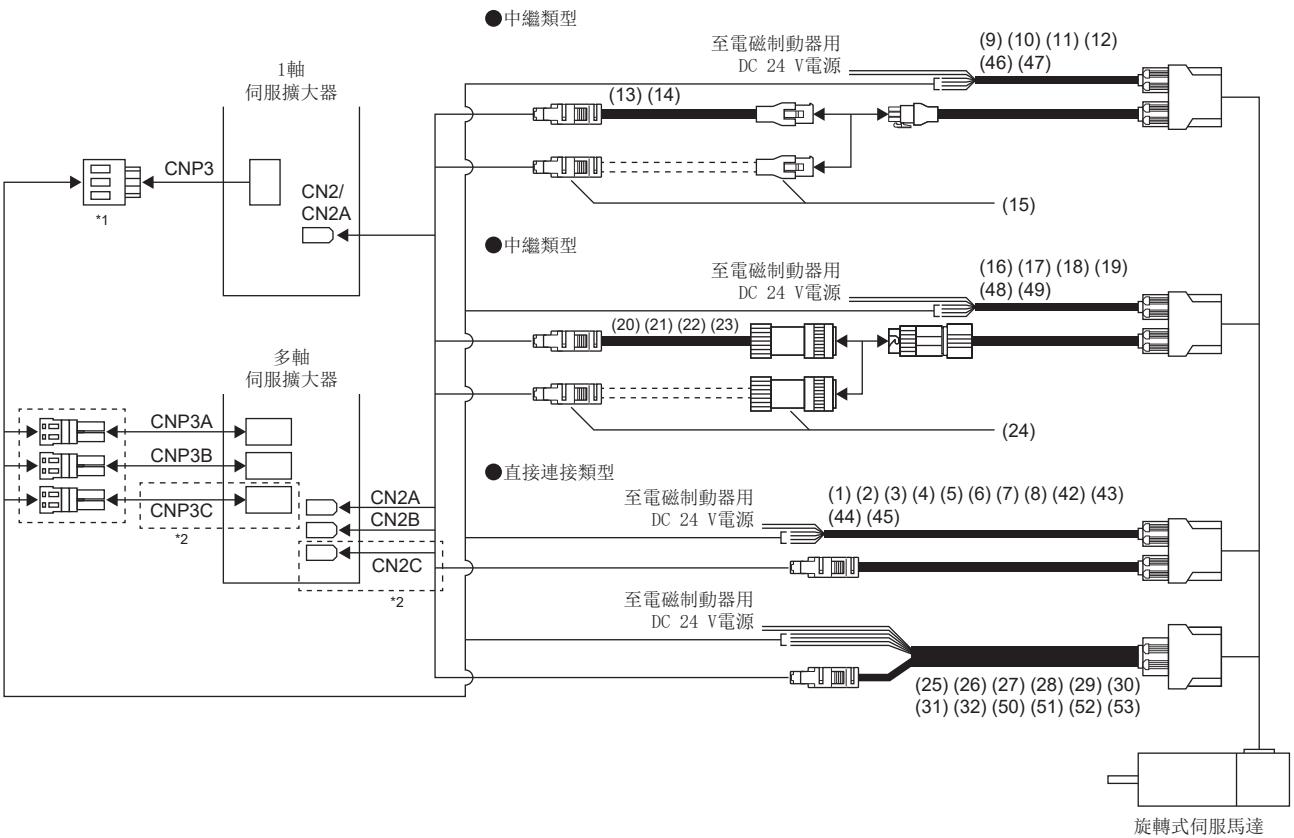 ●中繼類型
至電磁制動器用
DC 24 V電源
(9) (10) (11) (12)
(46) (47)
1軸
伺服擴大器
(13) (14)
CNP3
*1
CN2/
CN2A
(15)
●中繼類型
至電磁制動器用
DC 24 V電源
(16) (17) (18) (19)
(48) (49)
(20) (21) (22) (23)
多軸
伺服擴大器
CNP3A
CNP3B
CNP3C
*2
(24)
CN2A
CN2B
CN2C
*2
●直接連接類型
至電磁制動器用
DC 24 V電源
(1) (2) (3) (4) (5) (6) (7) (8) (42) (43)
(44) (45)
至電磁制動器用
DC 24 V電源
(25) (26) (27) (28) (29) (30)
(31) (32) (50) (51) (52) (53)
旋轉式伺服馬達